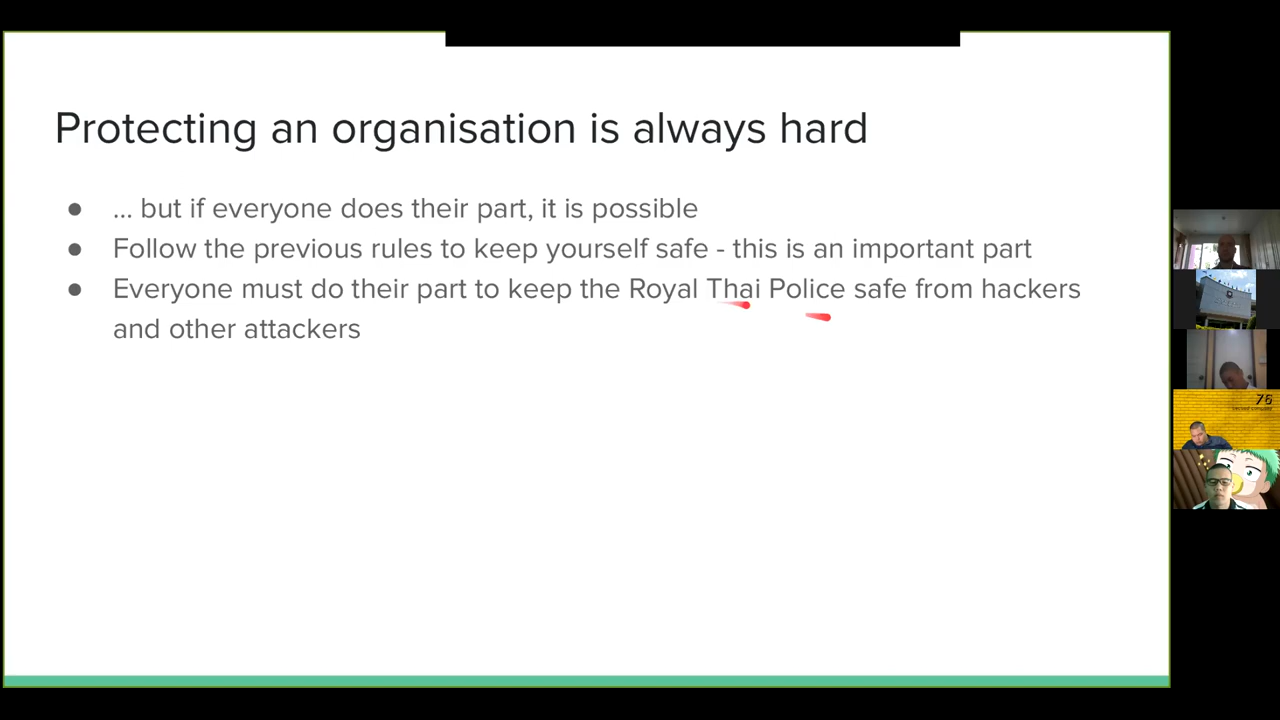 Protecting an organisation is always hard
● ... but if everyone does their part, it is possible
● Follow the previous rules to keep yourself safe - this is an important part
● Everyone must do their part to keep the Royal Thai Police safe from hackers
and other attackers
76